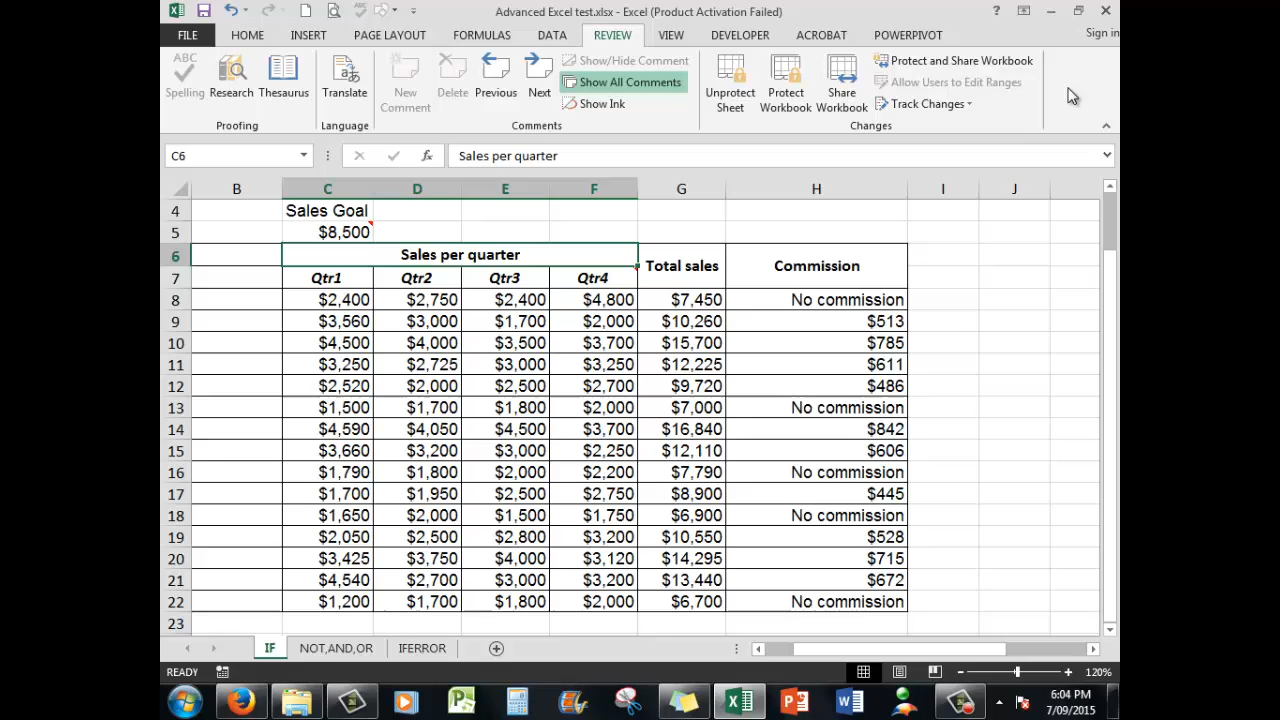 Advanced Excel test.xlsx - Excel (Product Activation Failed)
FILE HOME INSERT PAGE LAYOUT FORMULAS DATA REVIEW VIEW DEVELOPER ACROBAT POWERPIVOT Sign in
ABC
Spelling Research Thesaurus
Proofing
Translate
Language
New Comment
Delete
Previous
Next
Show/Hide Comment
Show All Comments
Show Ink
Comments
Unprotect Sheet
Protect Workbook
Share Workbook
Protect and Share Workbook
Allow Users to Edit Ranges
Track Changes
Changes
C6 fx Sales per quarter
B C D E F G H I J
4 Sales Goal
5 $8,500
6 Sales per quarter Total sales Commission
7 Qtr1 Qtr2 Qtr3 Qtr4
8 $2,400 $2,750 $2,400 $4,800 $7,450 No commission
9 $3,560 $3,000 $1,700 $2,000 $10,260 $513
10 $4,500 $4,000 $3,500 $3,700 $15,700 $785
11 $3,250 $2,725 $3,000 $3,250 $12,225 $611
12 $2,520 $2,000 $2,500 $2,700 $9,720 $486
13 $1,500 $1,700 $1,800 $2,000 $7,000 No commission
14 $4,590 $4,050 $4,500 $3,700 $16,840 $842
15 $3,660 $3,200 $3,000 $2,250 $12,110 $606
16 $1,790 $1,800 $2,000 $2,200 $7,790 No commission
17 $1,700 $1,950 $2,500 $2,750 $8,900 $445
18 $1,650 $2,000 $1,500 $1,750 $6,900 No commission
19 $2,050 $2,500 $2,800 $3,200 $10,550 $528
20 $3,425 $3,750 $4,000 $3,120 $14,295 $715
21 $4,540 $2,700 $3,000 $3,200 $13,440 $672
22 $1,200 $1,700 $1,800 $2,000 $6,700 No commission
23
IF NOT,AND,OR IFERROR
READY 120%
6:04 PM
7/09/2015